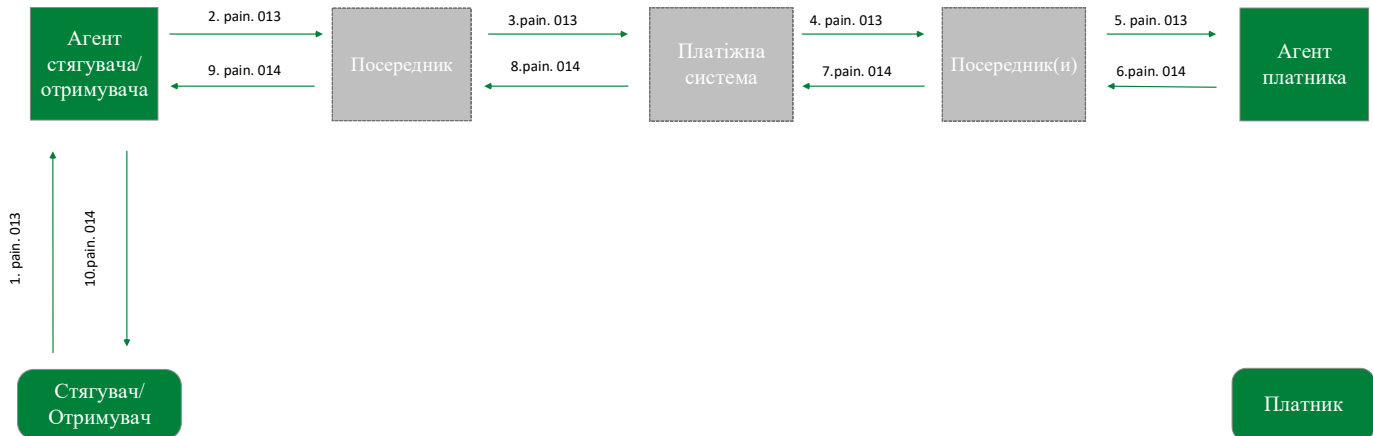 2. pain. 013
3.pain. 013
4. pain. 013
5. pain. 013
Агент
стягувача/
отримувача
Посередник
Платіжна
система
Посередник(и)
Агент
платника
9. pain. 014
8.pain. 014
7.pain. 014
6.pain. 014
1. pain. 013
10.pain. 014
Стягувач/
Отримувач
Платник